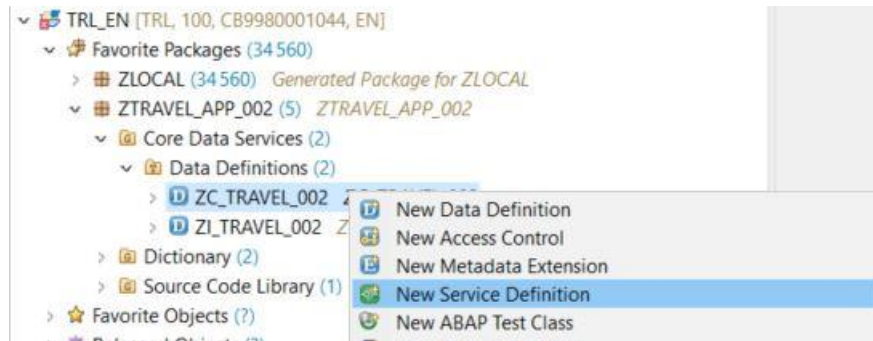 TRL_EN [TRL, 100, CB9980001044, EN]
Favorite Packages (34 560)
ZLOCAL (34 560) Generated Package for ZLOCAL
ZTRAVEL_APP_002 (5) ZTRAVEL_APP_002
Core Data Services (2)
Data Definitions (2)
ZC_TRAVEL_002
ZI_TRAVEL_002
Dictionary (2)
Source Code Library (1)
Favorite Objects (?)
New Data Definition
New Access Control
New Metadata Extension
New Service Definition
New ABAP Test Class